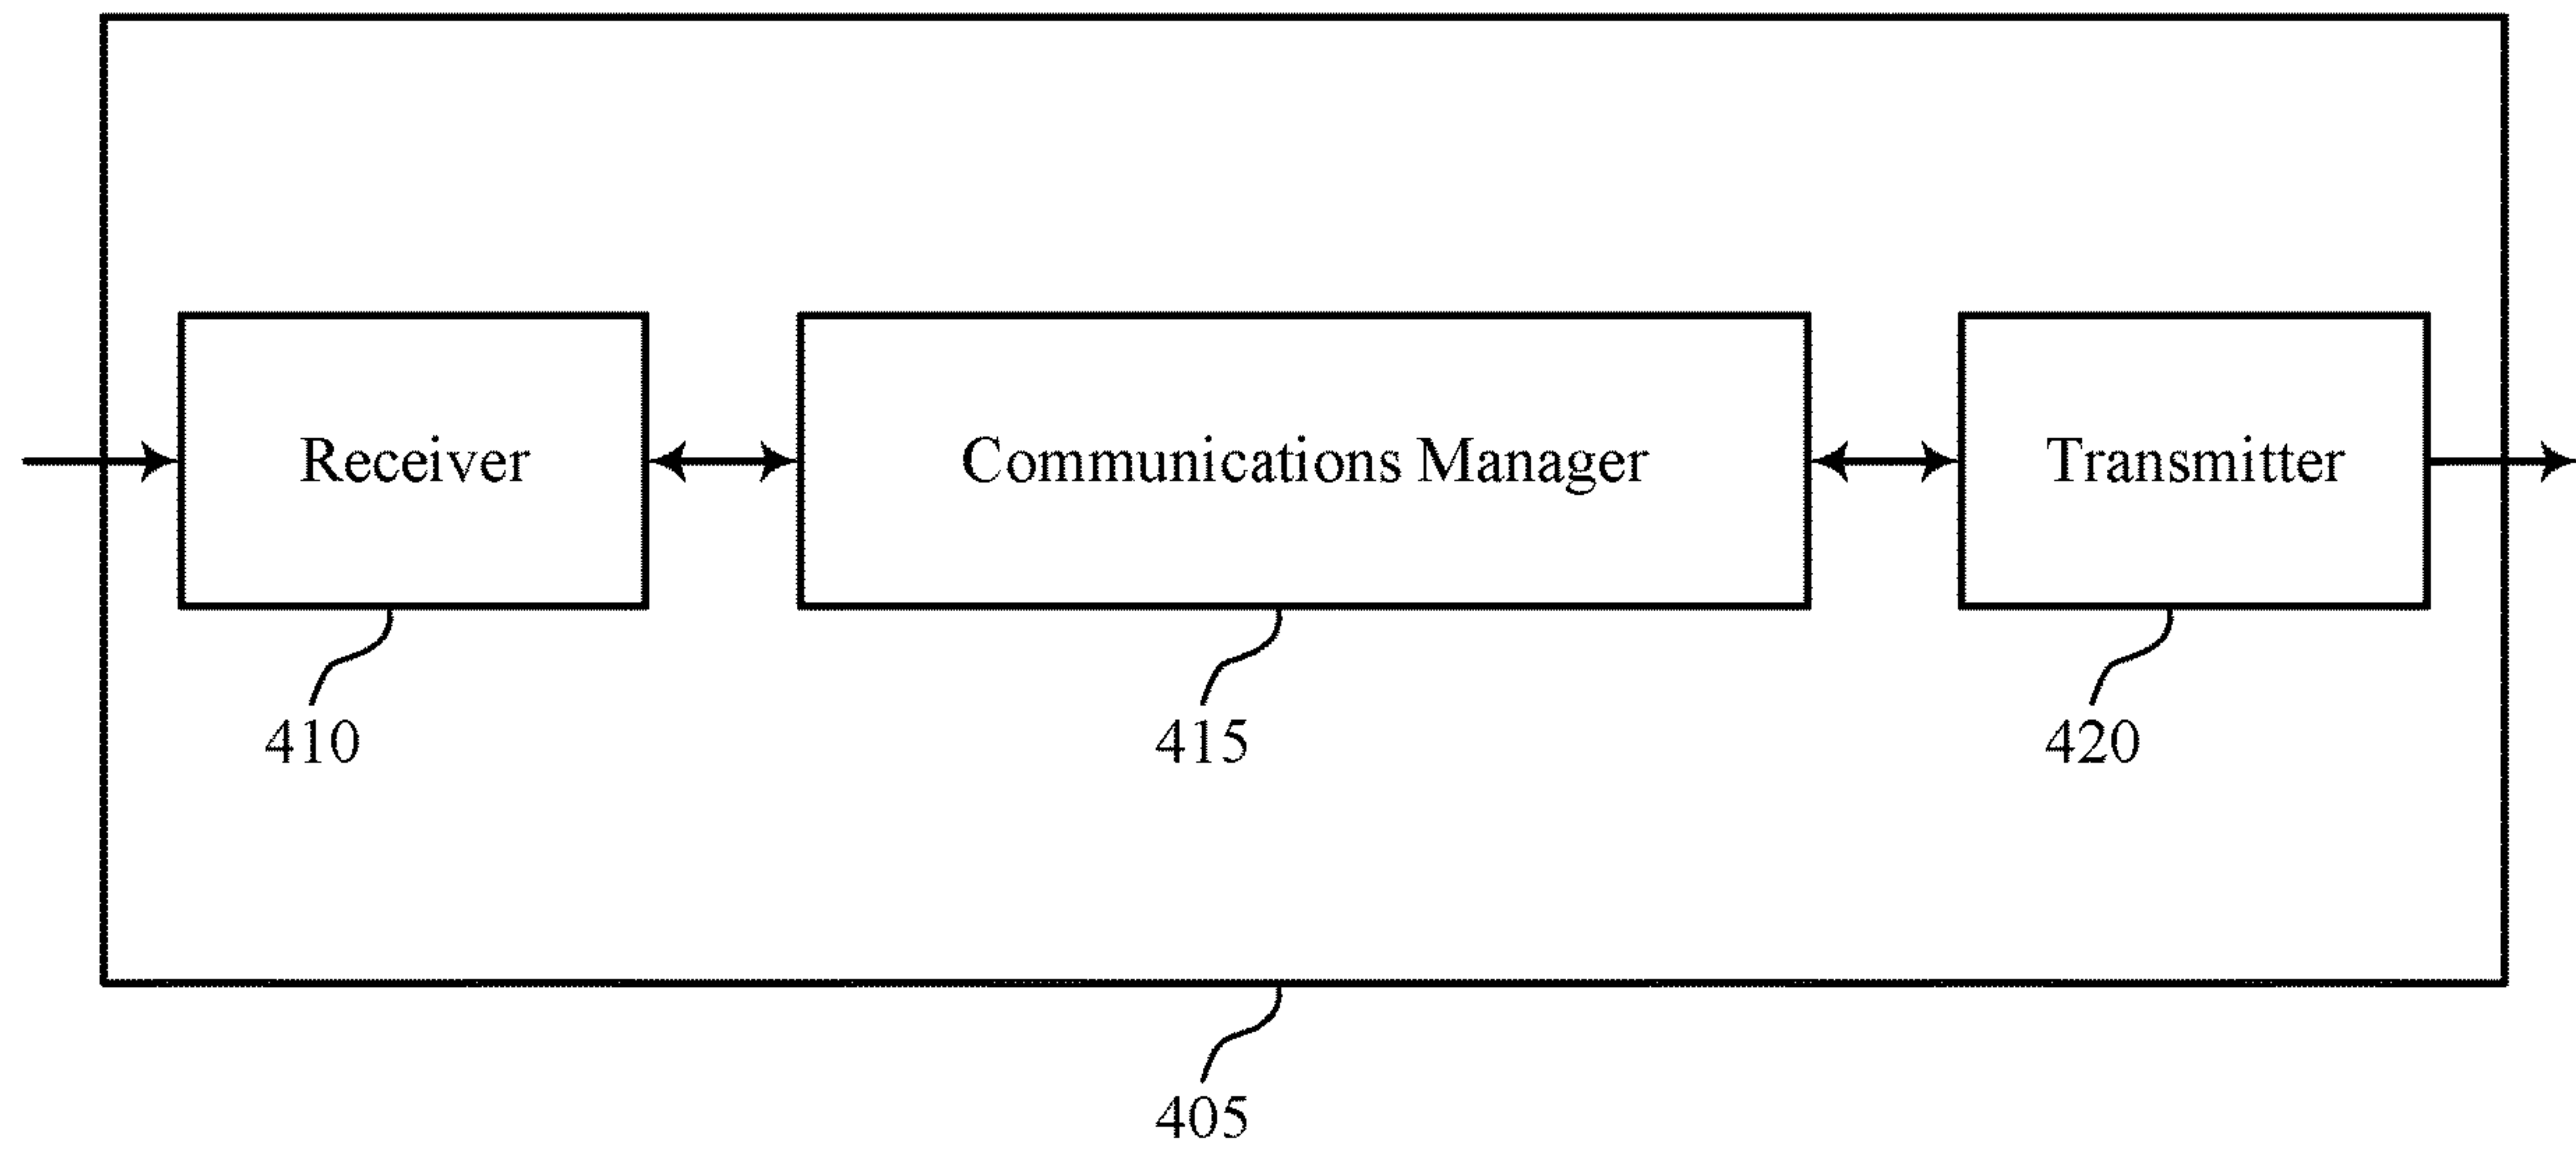 Receiver
Communications Manager
Transmitter
410
415
420
405